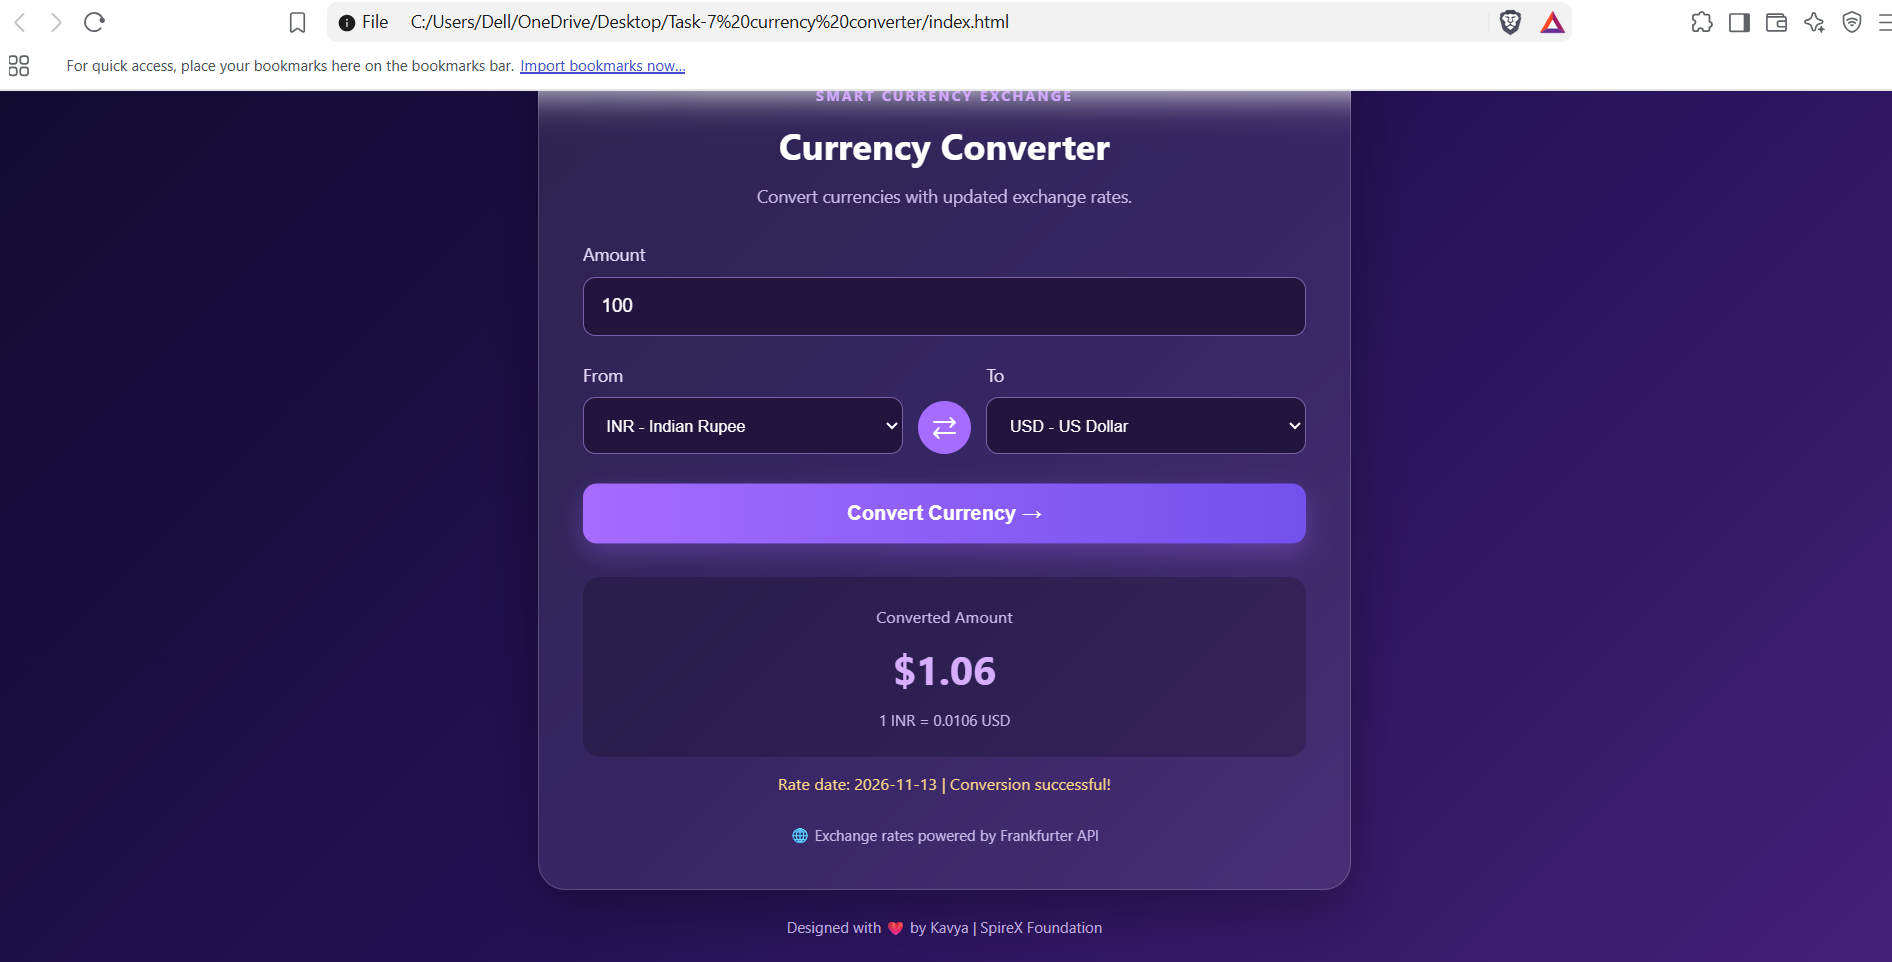 File C:/Users/Dell/OneDrive/Desktop/Task-7%20currency%20converter/index.html
For quick access, place your bookmarks here on the bookmarks bar. Import bookmarks now...
SMART CURRENCY EXCHANGE
Currency Converter
Convert currencies with updated exchange rates.
Amount
100
From To
INR - Indian Rupee ⇄ USD - US Dollar
Convert Currency →
Converted Amount
$1.06
1 INR = 0.0106 USD
Rate date: 2026-11-13 | Conversion successful!
🌐 Exchange rates powered by Frankfurter API
Designed with ❤️ by Kavya | SpireX Foundation